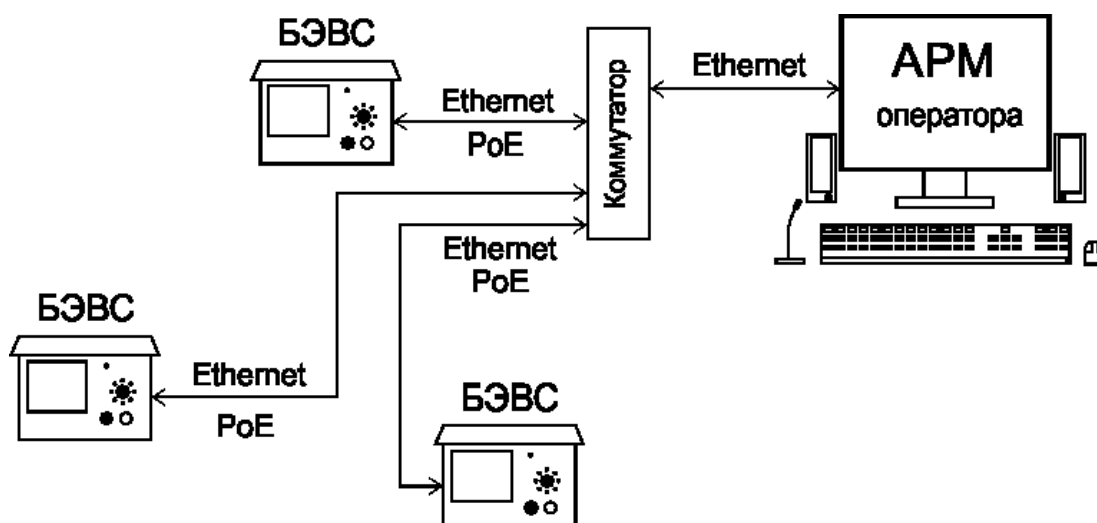 БЭВС
Ethernet
PoE
Коммутатор
Ethernet
АРМ
оператора
Ethernet
PoE
БЭВС
Ethernet
PoE
БЭВС